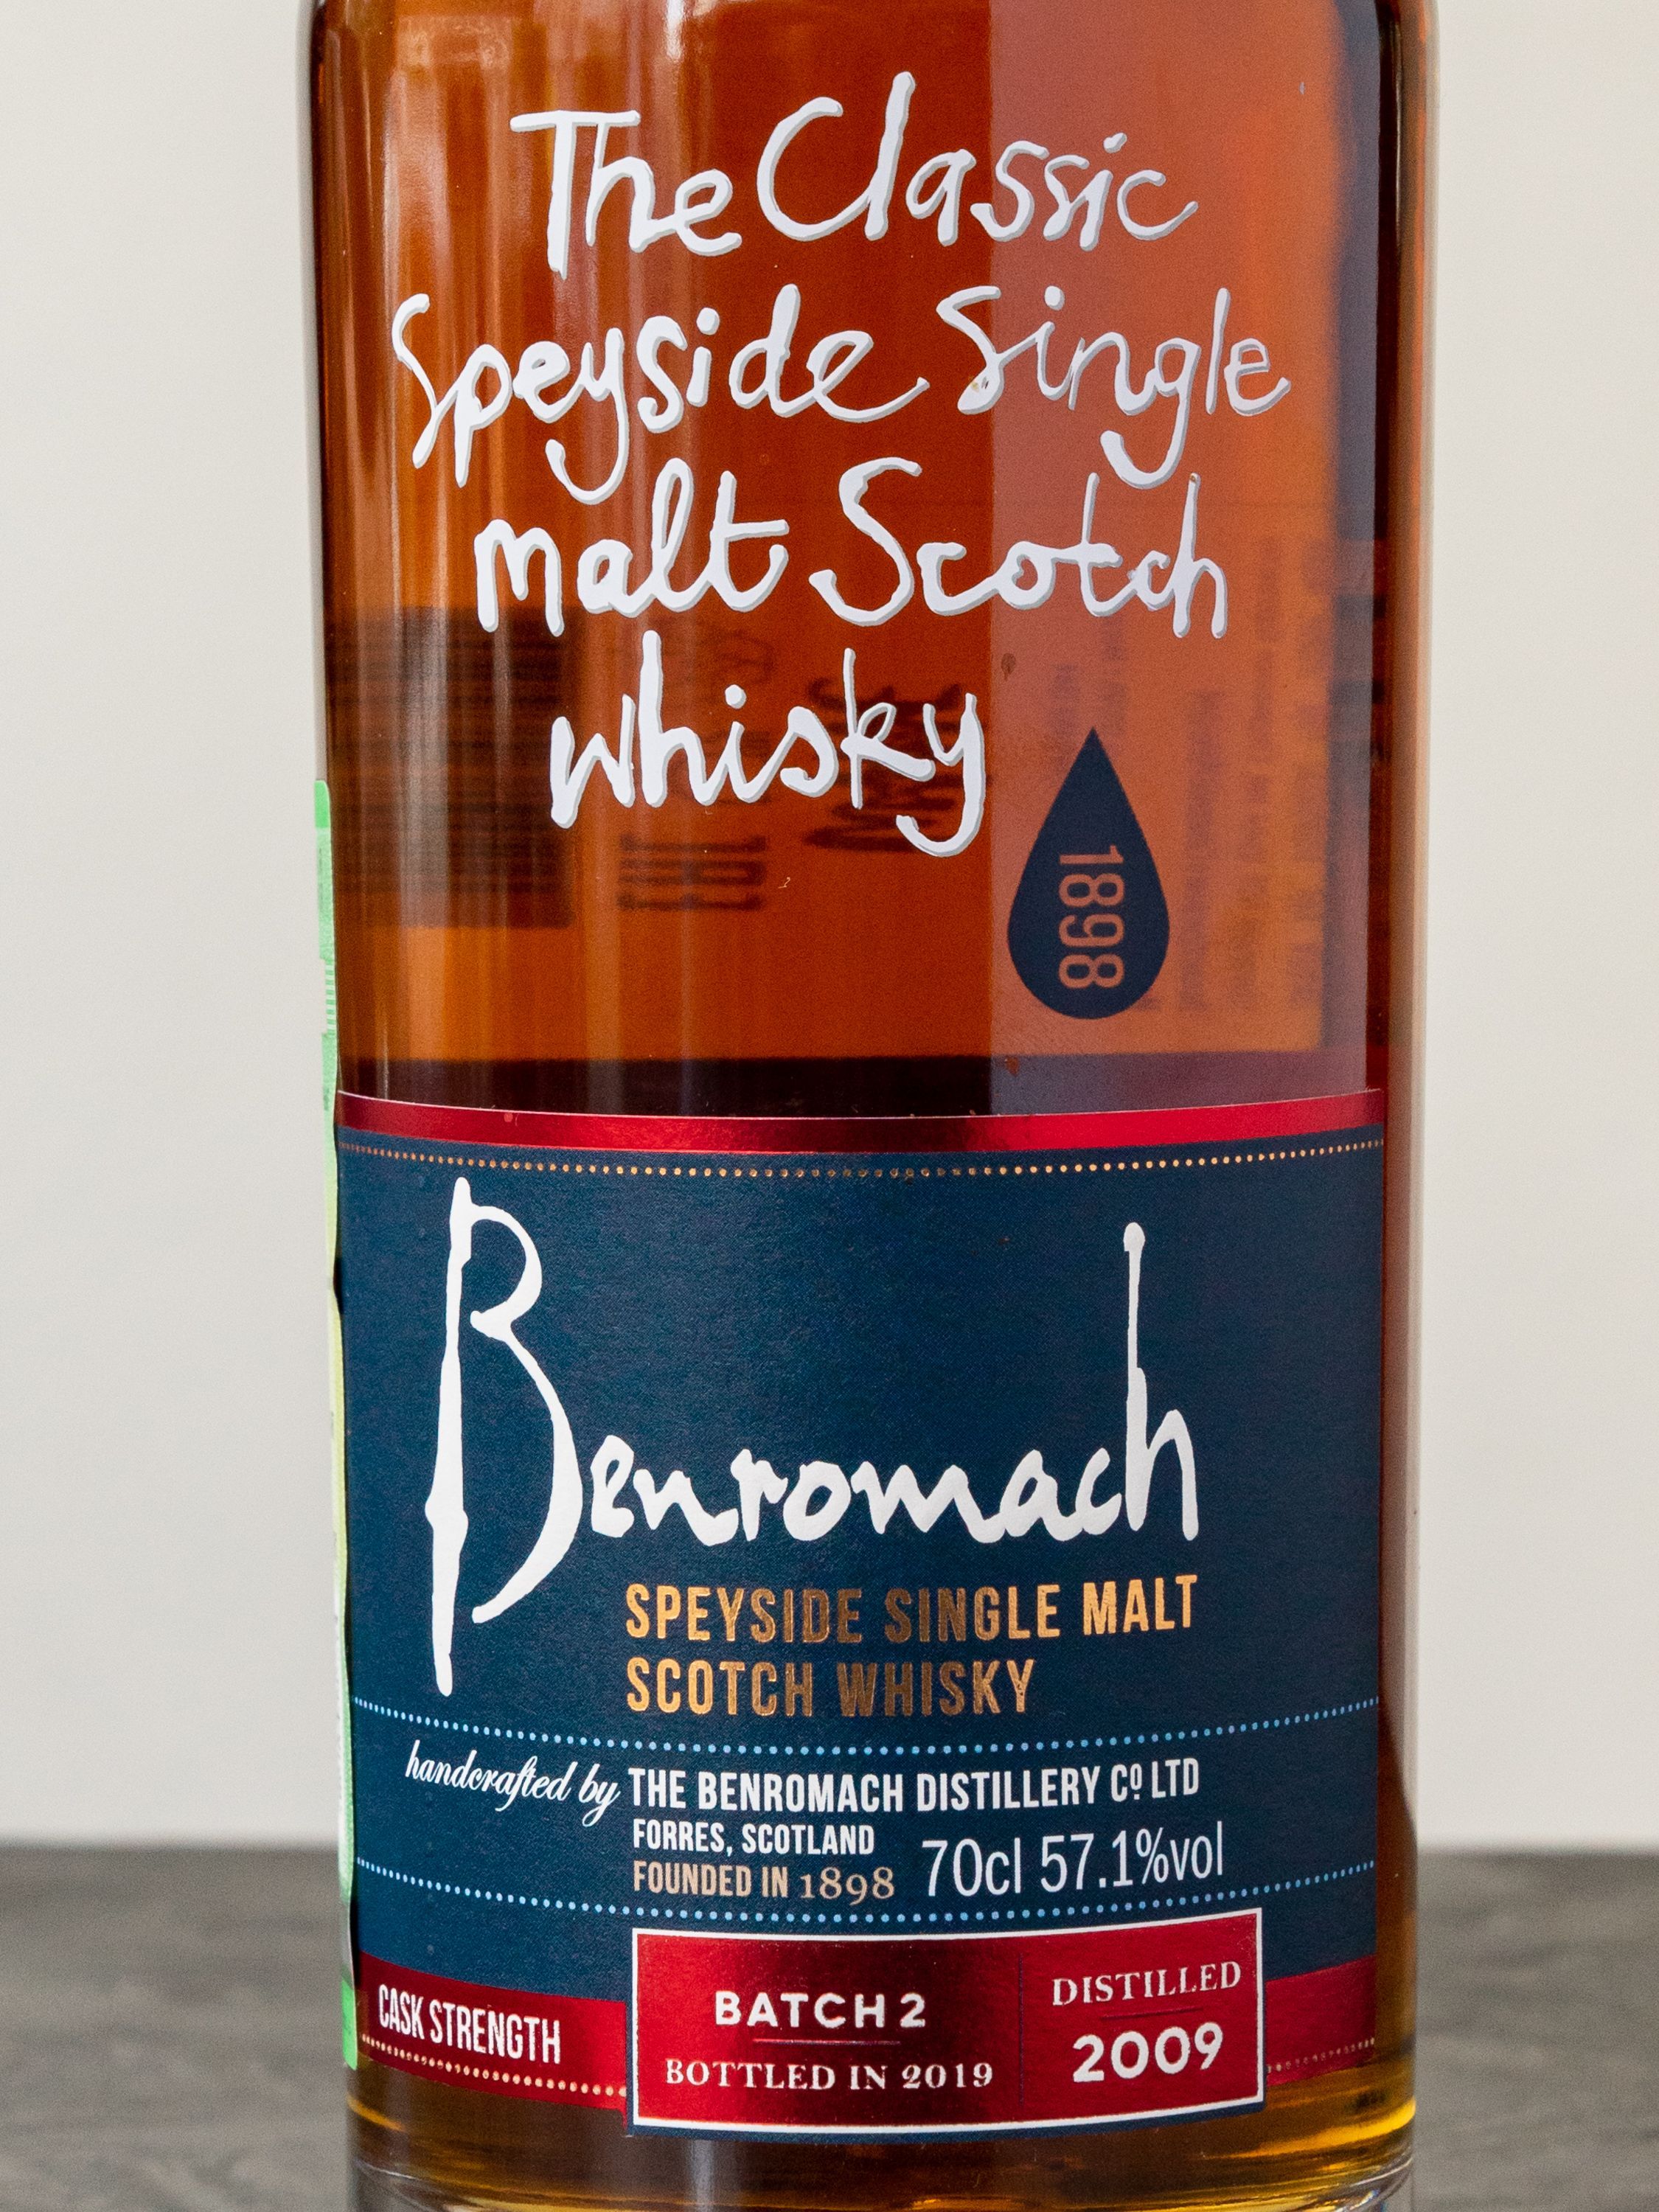 The Classic
Speyside Single
Malt Scotch
Whisky
1898
Benromach
SPEYSIDE SINGLE MALT
SCOTCH WHISKY
handcrafted by THE BENROMACH DISTILLERY Cº LTD
FORRES, SCOTLAND
FOUNDED IN 1898 70cl 57.1%vol
CASK STRENGTH
BATCH 2
BOTTLED IN 2019
DISTILLED
2009